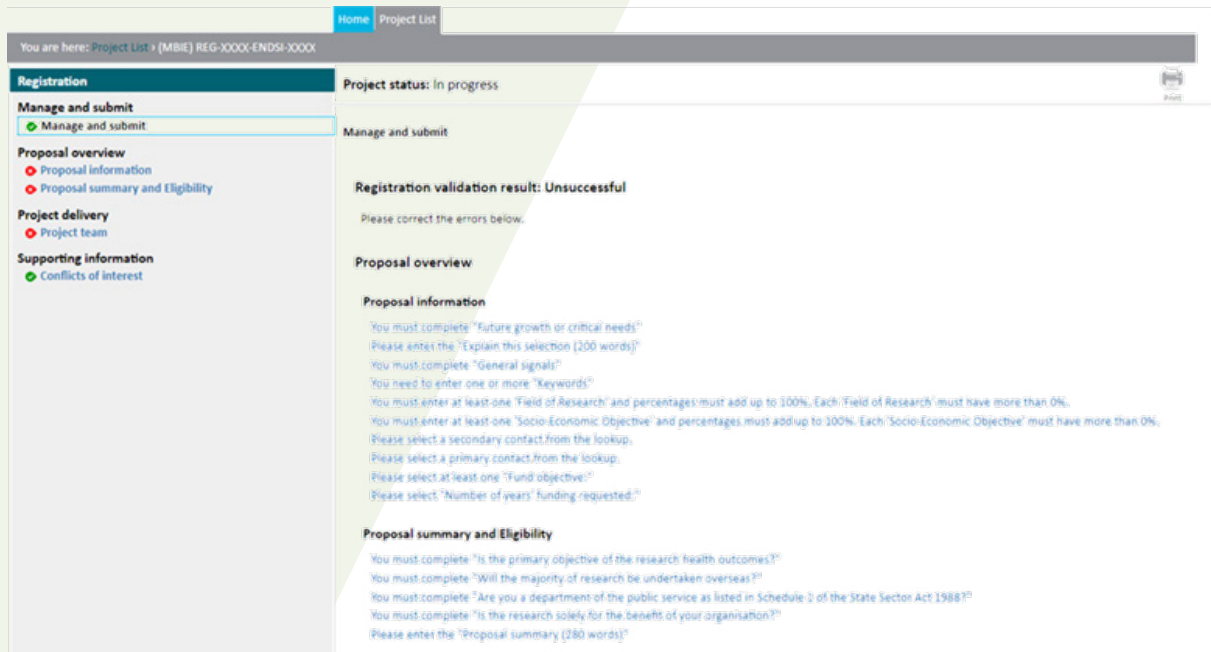 Home Project List
You are here: Project List › (MBIE) REG-XXXX-ENDSI-XXXX
Registration
Manage and submit
Manage and submit
Proposal overview
Proposal information
Proposal summary and Eligibility
Project delivery
Project team
Supporting information
Conflicts of interest
Project status: In progress
Print
Manage and submit
Registration validation result: Unsuccessful
Please correct the errors below.
Proposal overview
Proposal information
You must complete "Future growth or critical needs"
Please enter the "Explain this selection (200 words)"
You must complete "General signals"
You need to enter one or more "Keywords"
You must enter at least one 'Field of Research' and percentages must add up to 100%. Each 'Field of Research' must have more than 0%.
You must enter at least one 'Socio-Economic Objective' and percentages must add up to 100%. Each 'Socio-Economic Objective' must have more than 0%.
Please select a secondary contact from the lookup.
Please select a primary contact from the lookup.
Please select at least one "Fund objective:"
Please select "Number of years' funding requested:"
Proposal summary and Eligibility
You must complete "Is the primary objective of the research health outcomes?"
You must complete "Will the majority of research be undertaken overseas?"
You must complete "Are you a department of the public service as listed in Schedule 1 of the State Sector Act 1988?"
You must complete "Is the research solely for the benefit of your organisation?"
Please enter the "Proposal summary (280 words)"